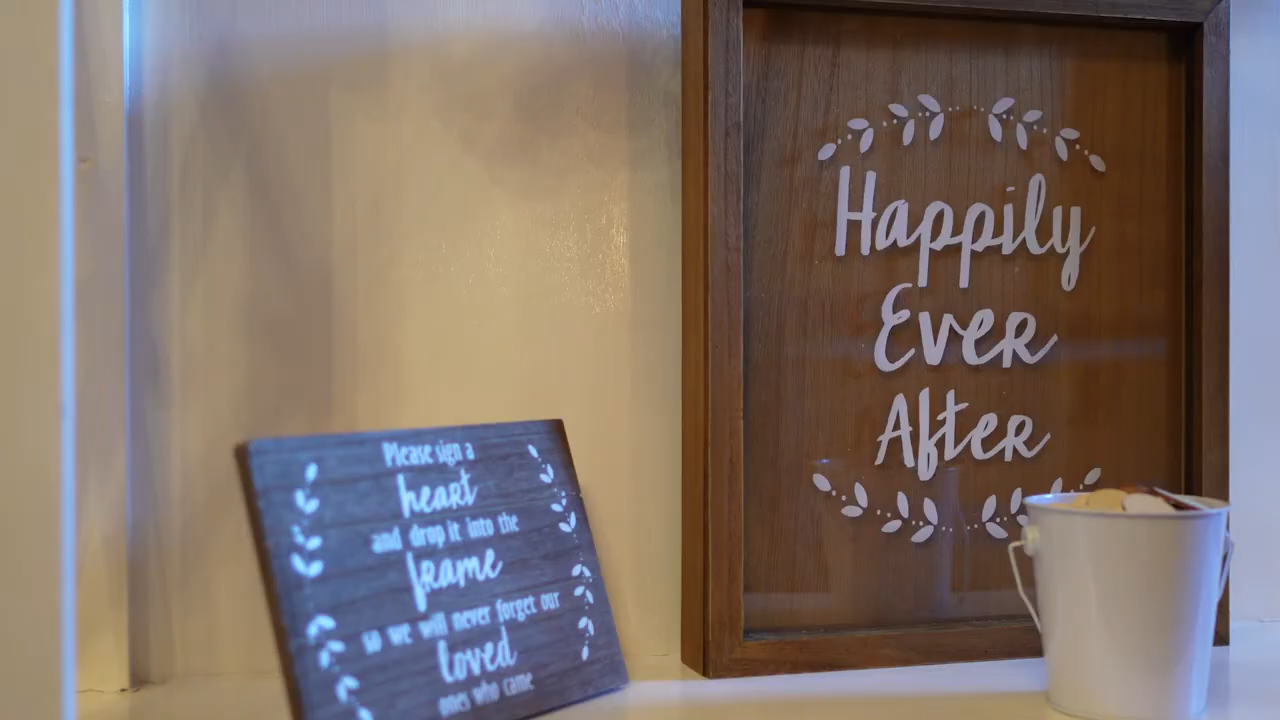 Happily
Ever
After
Please sign a
heart
and drop it into the
frame
so we will never forget our
loved
ones who came